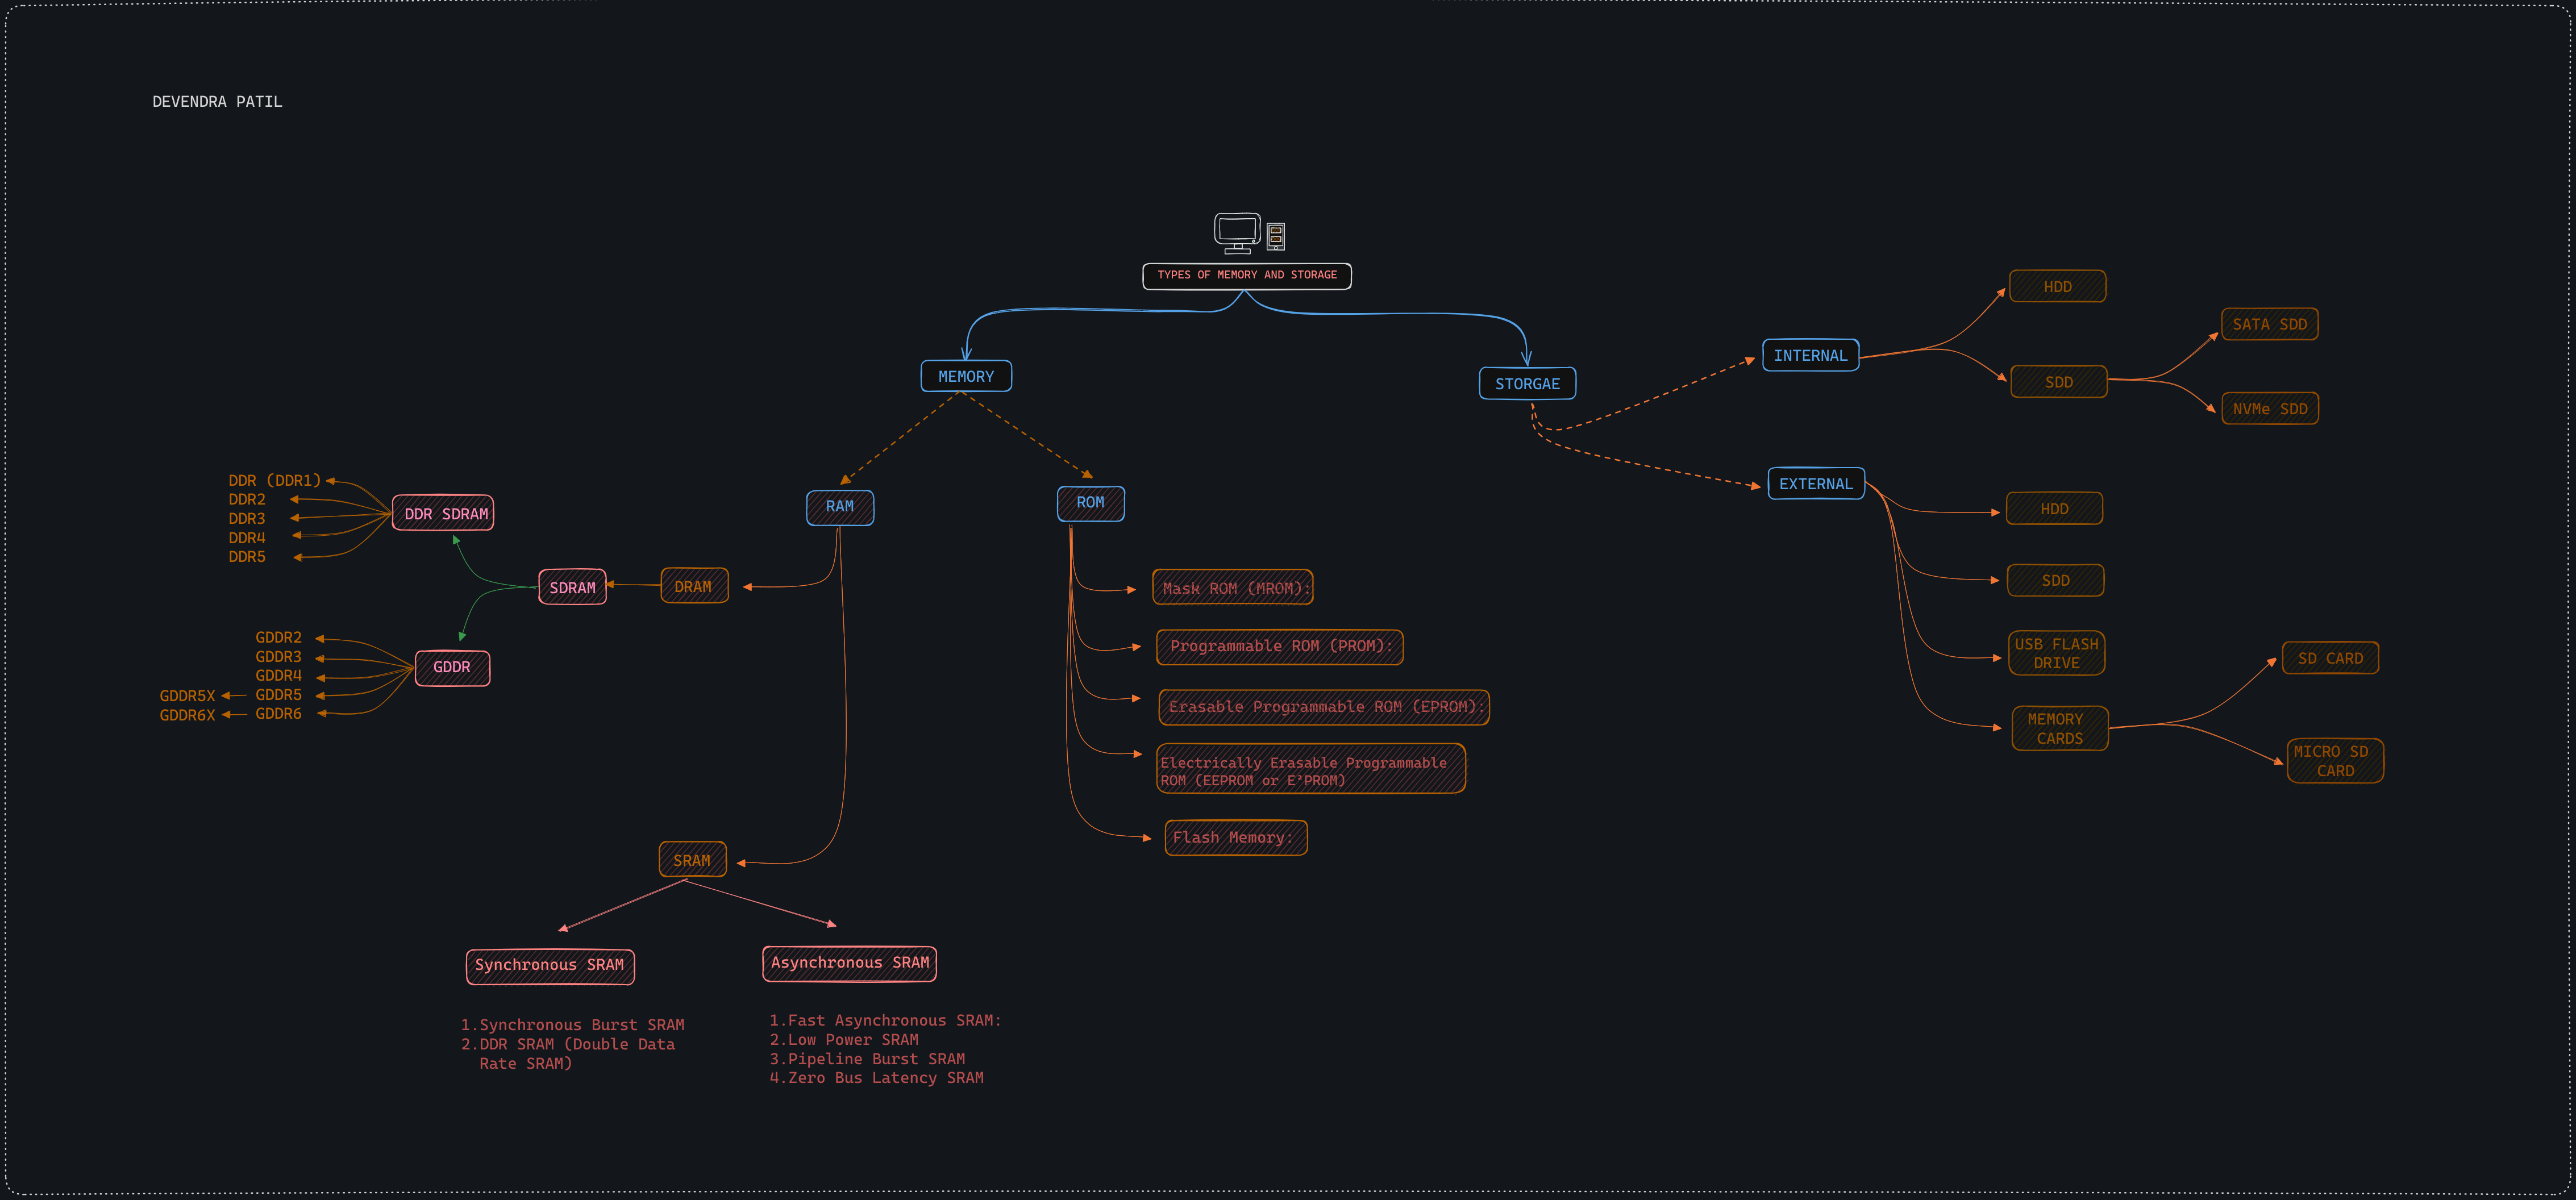 DEVENDRA PATIL
TYPES OF MEMORY AND STORAGE
MEMORY
STORGAE
RAM
ROM
DRAM
SDRAM
DDR SDRAM
DDR (DDR1)
DDR2
DDR3
DDR4
DDR5
GDDR
GDDR2
GDDR3
GDDR4
GDDR5X
GDDR5
GDDR6X
GDDR6
SRAM
Synchronous SRAM
1.Synchronous Burst SRAM
2.DDR SRAM (Double Data
Rate SRAM)
Asynchronous SRAM
1.Fast Asynchronous SRAM:
2.Low Power SRAM
3.Pipeline Burst SRAM
4.Zero Bus Latency SRAM
Mask ROM (MROM):
Programmable ROM (PROM):
Erasable Programmable ROM (EPROM):
Electrically Erasable Programmable
ROM (EEPROM or E²PROM)
Flash Memory:
INTERNAL
HDD
SDD
SATA SDD
NVMe SDD
EXTERNAL
HDD
SDD
USB FLASH
DRIVE
MEMORY
CARDS
SD CARD
MICRO SD
CARD